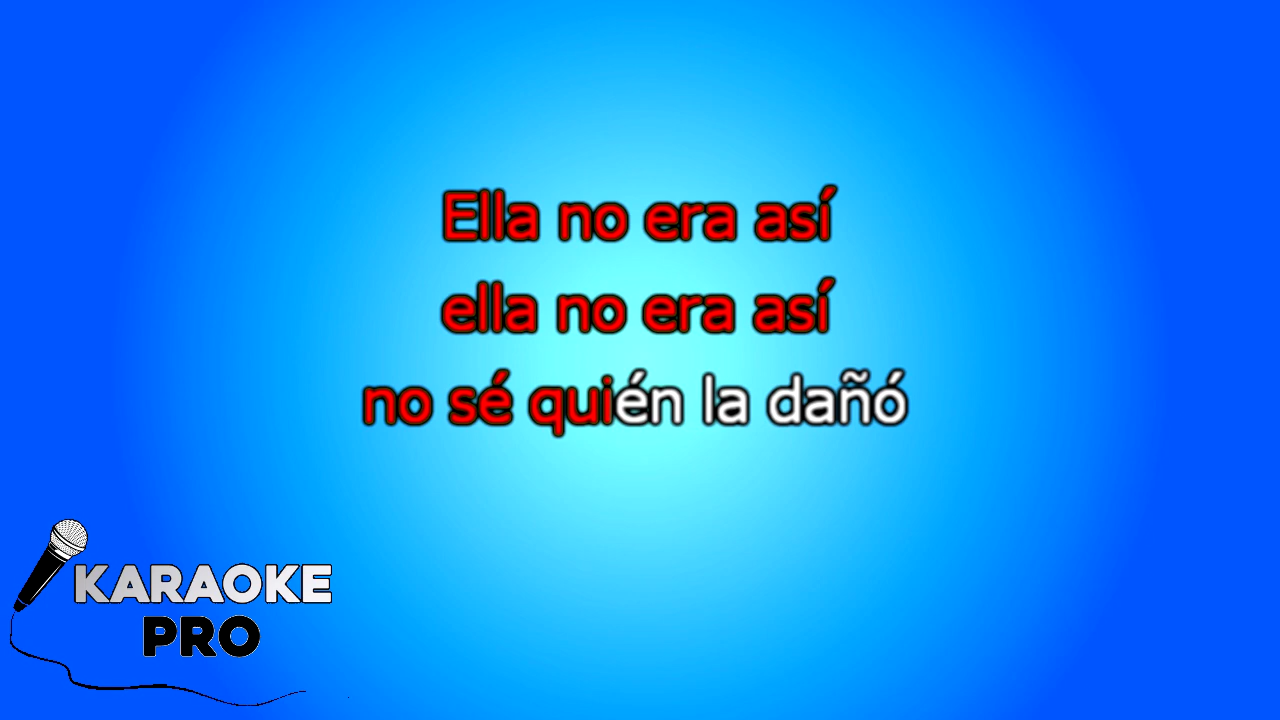 Ella no era así
ella no era así
no sé quién la dañó
KARAOKE
PRO